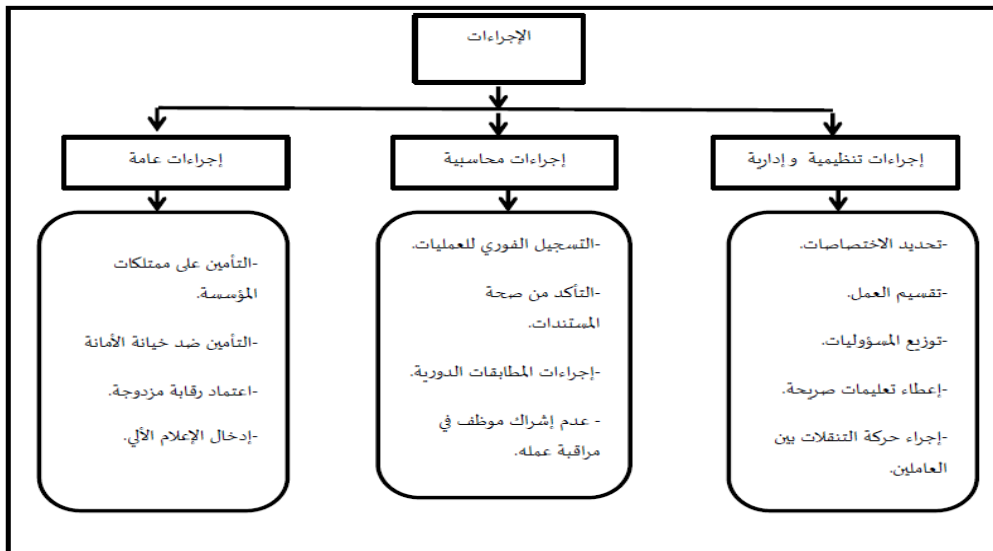 الإجراءات
إجراءات تنظيمية و إدارية
-تحديد الاختصاصات.
-تقسيم العمل.
-توزيع المسؤوليات.
-إعطاء تعليمات صريحة.
-إجراء حركة التنقلات بين
العاملين.
إجراءات محاسبية
-التسجيل الفوري للعمليات.
-التأكد من صحة
المستندات.
-إجراءات المطابقات الدورية.
- عدم إشراك موظف في
مراقبة عمله.
إجراءات عامة
-التأمين على ممتلكات
المؤسسة.
-التأمين ضد خيانة الأمانة
-اعتماد رقابة مزدوجة.
-إدخال الإعلام الألي.